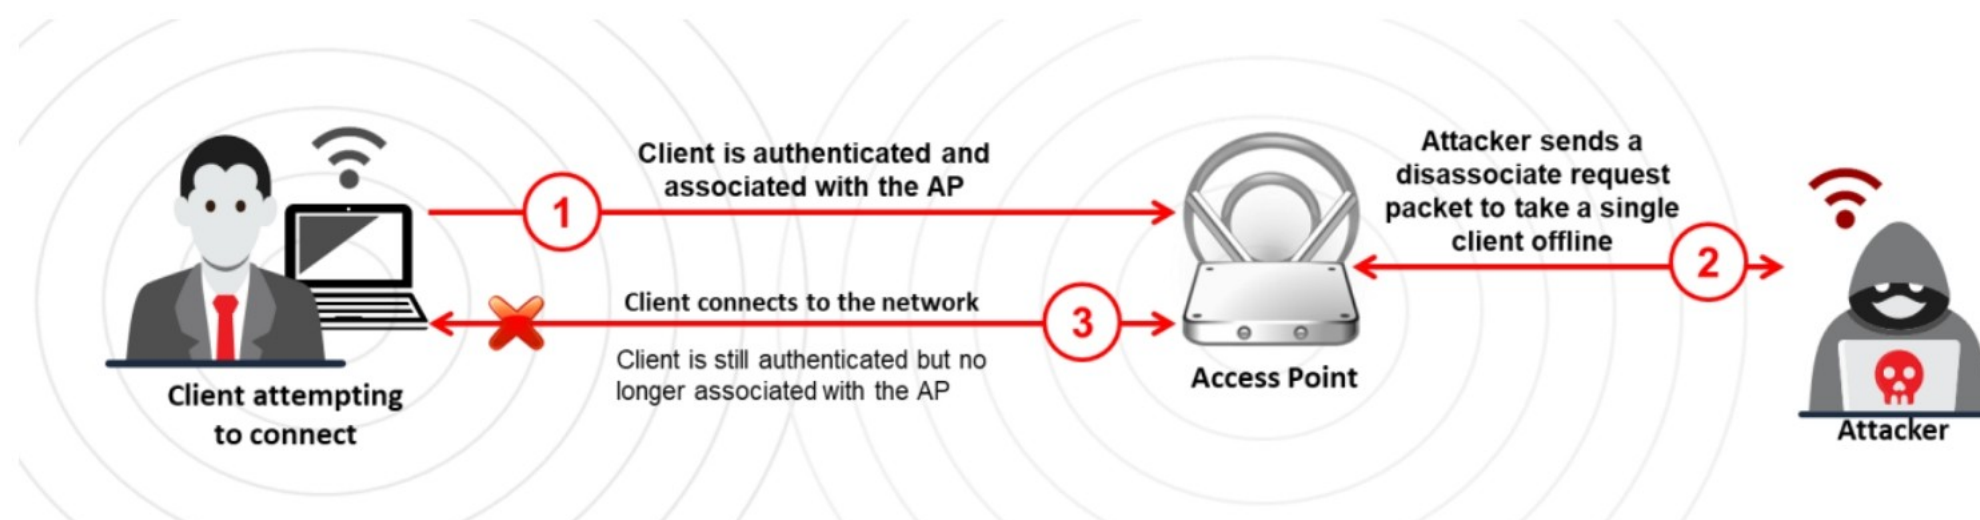 Client is authenticated and
associated with the AP
1
Attacker sends a
disassociate request
packet to take a single
client offline
2
Client connects to the network
3
Client is still authenticated but no
longer associated with the AP
Client attempting
to connect
Access Point
Attacker